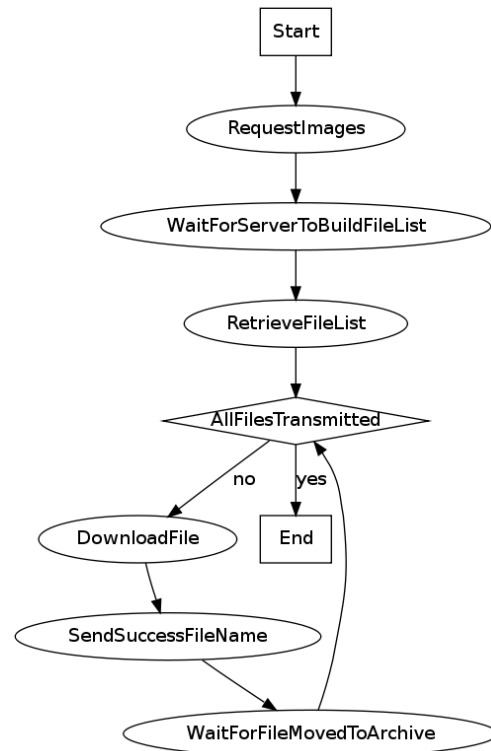 Start
RequestImages
WaitForServerToBuildFileList
RetrieveFileList
AllFilesTransmitted
no
yes
DownloadFile
End
SendSuccessFileName
WaitForFileMovedToArchive